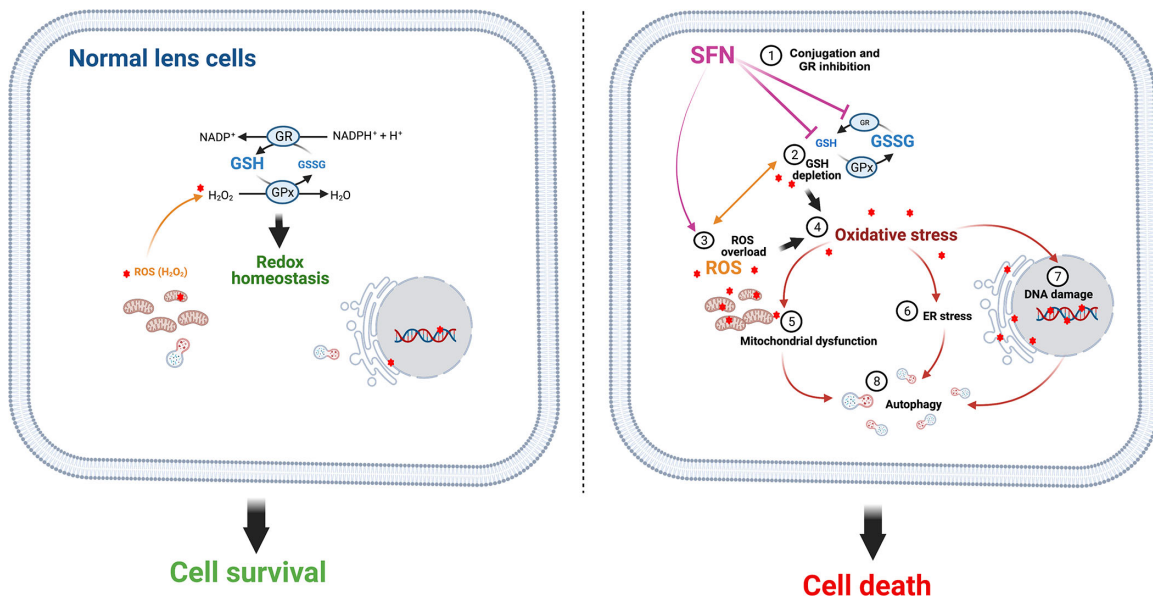 Normal lens cells
NADP⁺
GR
NADPH⁺ + H⁺
GSH
GSSG
H₂O₂
GPx
H₂O
Redox
homeostasis
ROS (H₂O₂)
Cell survival
SFN
1
Conjugation and
GR inhibition
GR
GSH
GSSG
2
GSH
depletion
GPx
3
ROS
overload
ROS
4
Oxidative stress
5
Mitochondrial dysfunction
6
ER stress
7
DNA damage
8
Autophagy
Cell death